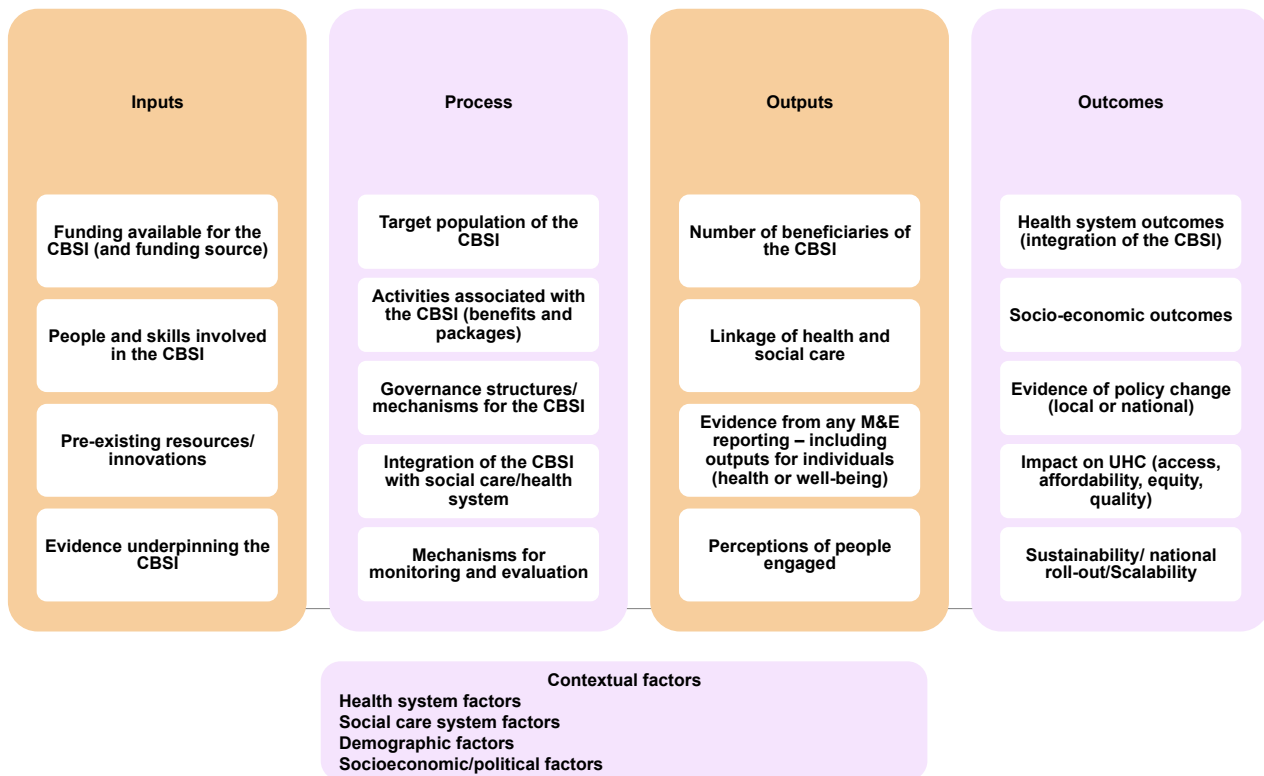 Inputs
Funding available for the
CBSI (and funding source)
People and skills involved
in the CBSI
Pre-existing resources/
innovations
Evidence underpinning the
CBSI
Process
Target population of the
CBSI
Activities associated with
the CBSI (benefits and
packages)
Governance structures/
mechanisms for the CBSI
Integration of the CBSI
with social care/health
system
Mechanisms for
monitoring and evaluation
Outputs
Number of beneficiaries of
the CBSI
Linkage of health and
social care
Evidence from any M&E
reporting – including
outputs for individuals
(health or well-being)
Perceptions of people
engaged
Outcomes
Health system outcomes
(integration of the CBSI)
Socio-economic outcomes
Evidence of policy change
(local or national)
Impact on UHC (access,
affordability, equity,
quality)
Sustainability/ national
roll-out/Scalability
Contextual factors
Health system factors
Social care system factors
Demographic factors
Socioeconomic/political factors